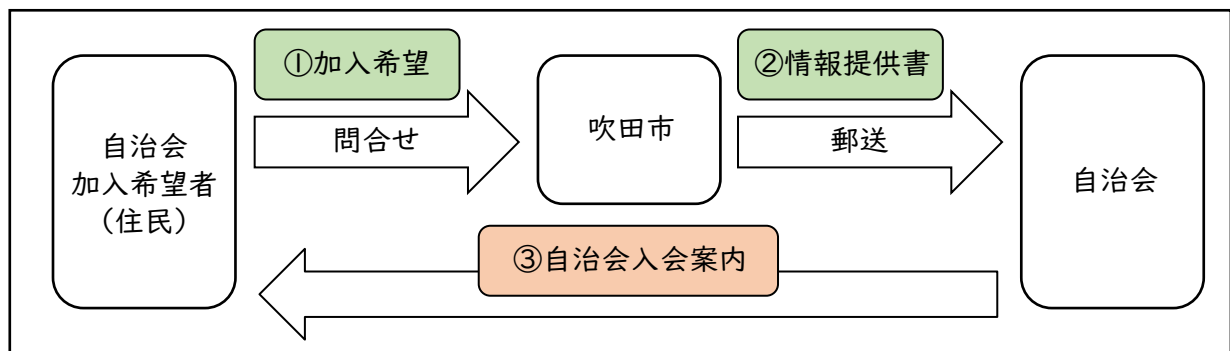 ①加入希望
問合せ
②情報提供書
郵送
自治会
加入希望者
（住民）
吹田市
自治会
③自治会入会案内